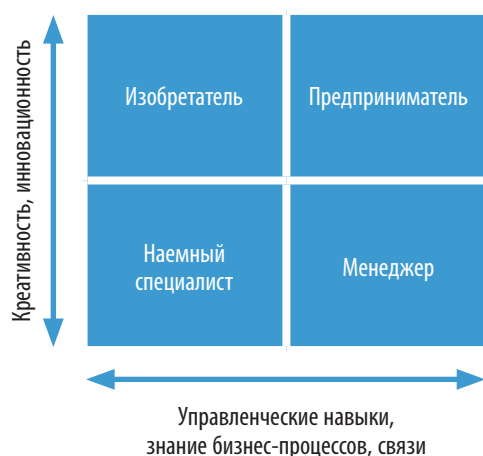 Креативность, инновационность
Изобретатель
Предприниматель
Наемный
специалист
Менеджер
Управленческие навыки,
знание бизнес-процессов, связи